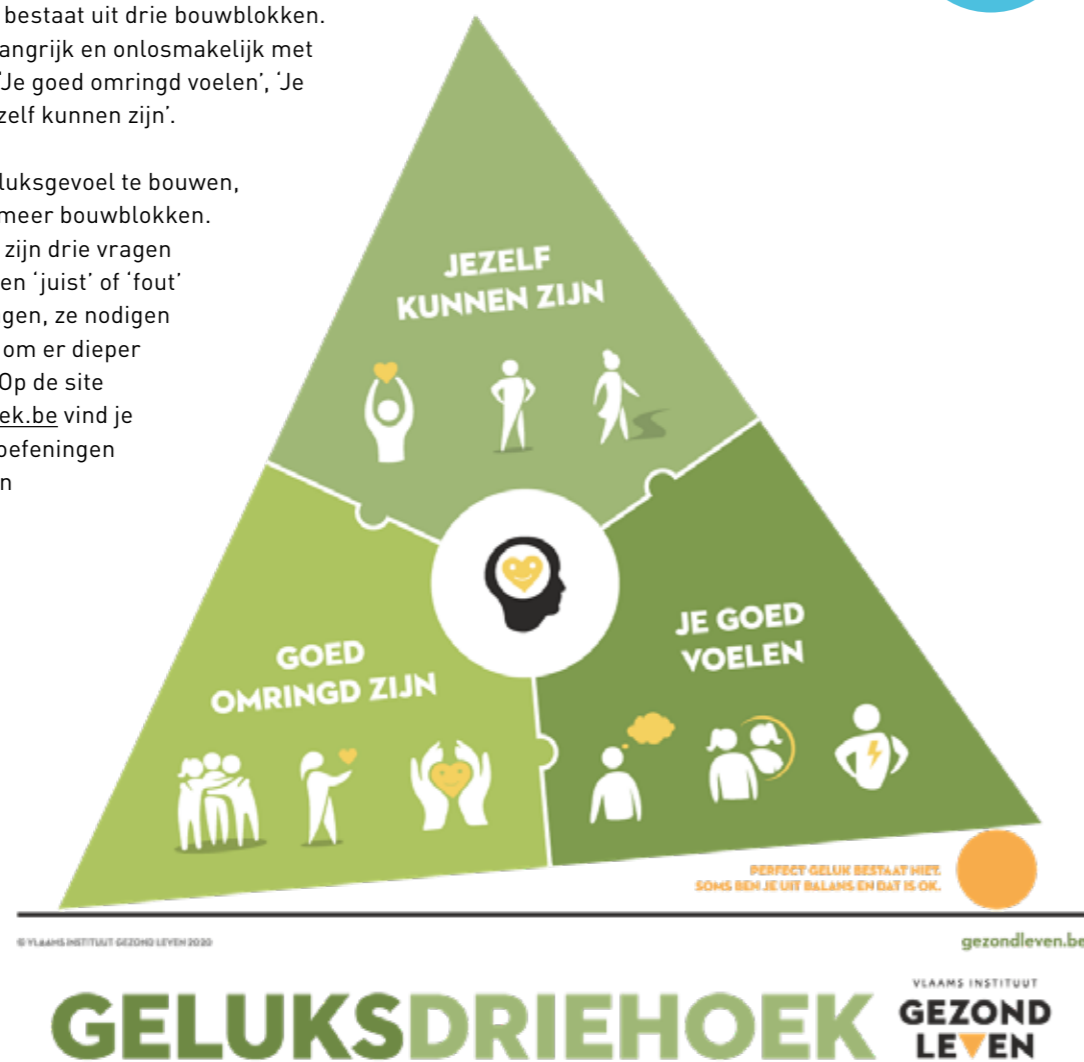 bestaat uit drie bouwblokken.
angrijk en onlosmakelijk met
‘Je goed omringd voelen’, ‘Je
zelf kunnen zijn’.
luksgevoel te bouwen,
meer bouwblokken.
zijn drie vragen
en ‘juist’ of ‘fout’
gen, ze nodigen
om er dieper
Op de site
ek.be vind je
oefeningen
n
JEZELF
KUNNEN ZIJN
GOED
OMRINGD ZIJN
JE GOED
VOELEN
PERFECT GELUK BESTAAT NIET.
SOMS BEN JE UIT BALANS EN DAT IS OK.
© VLAAMS INSTITUUT GEZOND LEVEN 2020
gezondleven.be
GELUKSDRIEHOEK
VLAAMS INSTITUUT
GEZOND
LEVEN